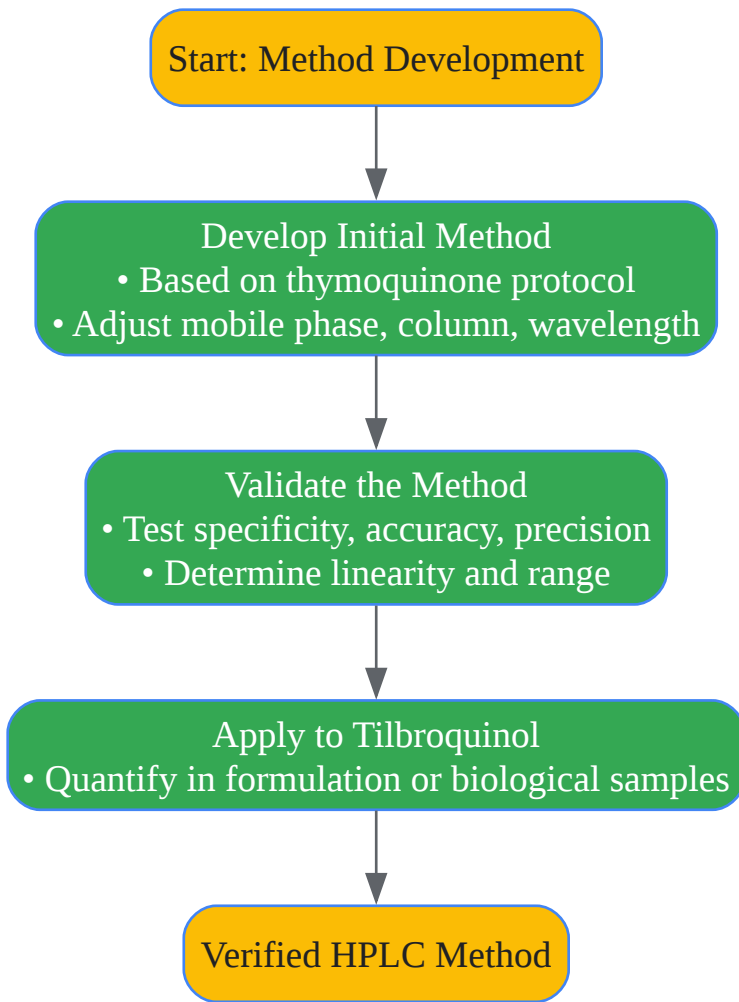 Start: Method Development
Develop Initial Method
• Based on thymoquinone protocol
• Adjust mobile phase, column, wavelength
Validate the Method
• Test specificity, accuracy, precision
• Determine linearity and range
Apply to Tilbroquinol
• Quantify in formulation or biological samples
Verified HPLC Method